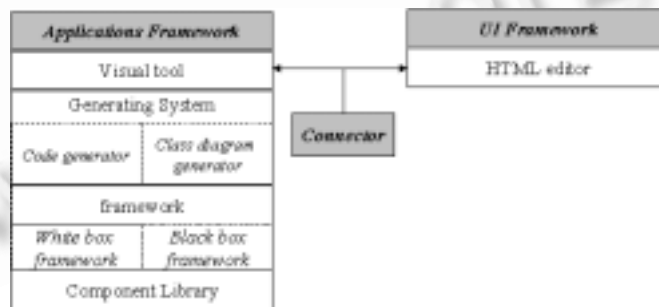 Applications Framework
Visual tool
Generating System
Code generator
Class diagram
generator
framework
White box
framework
Black box
framework
Component Library
UI Framework
HTML editor
Connector